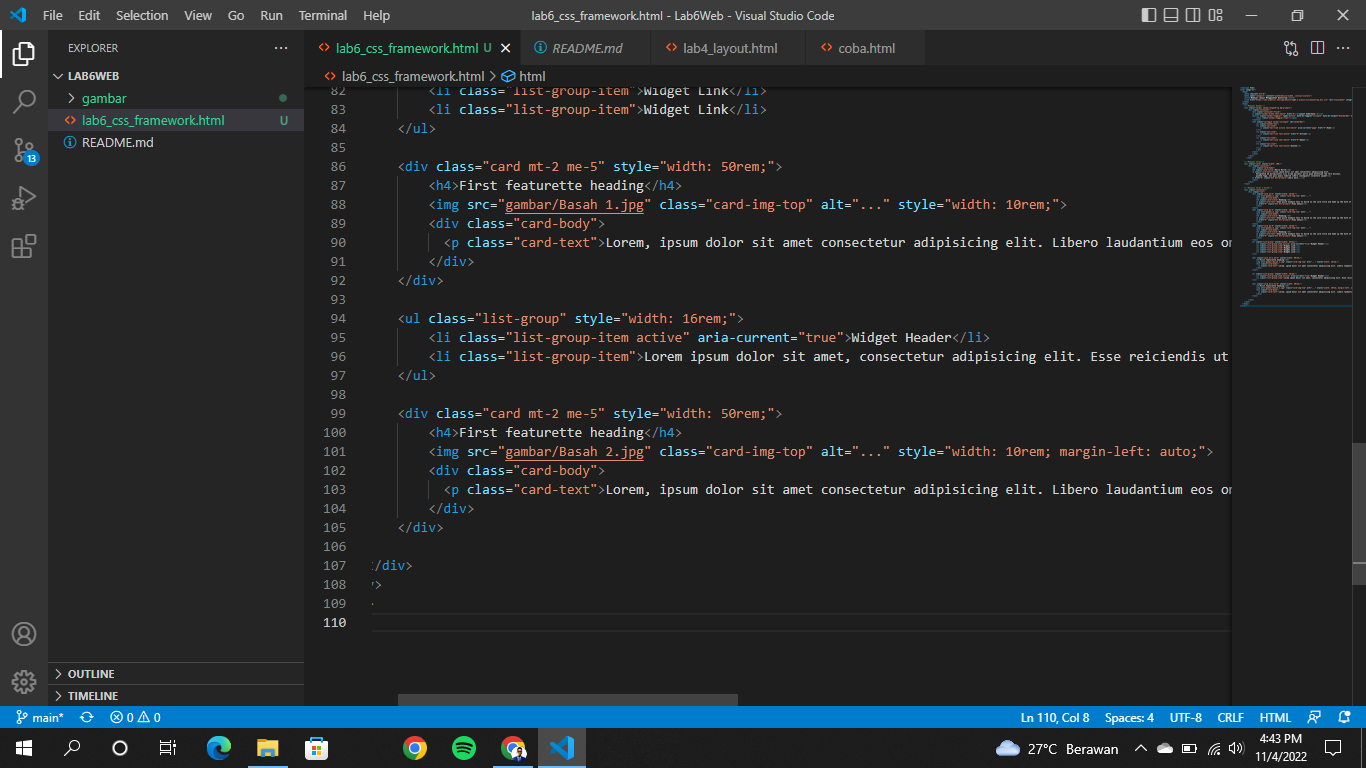 File Edit Selection View Go Run Terminal Help lab6_css_framework.html - Lab6Web - Visual Studio Code
EXPLORER
LAB6WEB
gambar
lab6_css_framework.html U
README.md
OUTLINE
TIMELINE
13
lab6_css_framework.html U README.md lab4_layout.html coba.html
lab6_css_framework.html > html
82 <li class="list-group-item">Widget Link</li>
83 <li class="list-group-item">Widget Link</li>
84 </ul>
85
86 <div class="card mt-2 me-5" style="width: 50rem;">
87 <h4>First featurette heading</h4>
88 <img src="gambar/Basah 1.jpg" class="card-img-top" alt="..." style="width: 10rem;">
89 <div class="card-body">
90 <p class="card-text">Lorem, ipsum dolor sit amet consectetur adipisicing elit. Libero laudantium eos
91 </div>
92 </div>
93
94 <ul class="list-group" style="width: 16rem;">
95 <li class="list-group-item active" aria-current="true">Widget Header</li>
96 <li class="list-group-item">Lorem ipsum dolor sit amet, consectetur adipisicing elit. Esse reiciendis ut
97 </ul>
98
99 <div class="card mt-2 me-5" style="width: 50rem;">
100 <h4>First featurette heading</h4>
101 <img src="gambar/Basah 2.jpg" class="card-img-top" alt="..." style="width: 10rem; margin-left: auto;">
102 <div class="card-body">
103 <p class="card-text">Lorem, ipsum dolor sit amet consectetur adipisicing elit. Libero laudantium eos
104 </div>
105 </div>
106
107 /div>
108 >
109
110
main* 0 0 Ln 110, Col 8 Spaces: 4 UTF-8 CRLF HTML
27°C Berawan 4:43 PM
11/4/2022